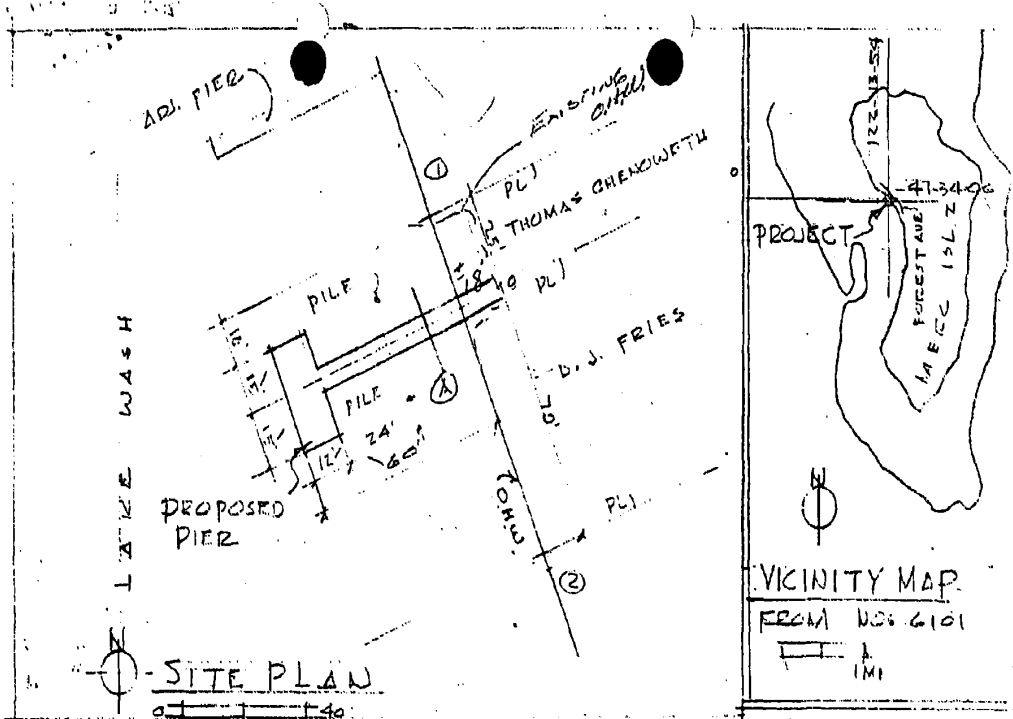 ADJ. PIER
EXISTING
O.H.W.
1
PL
THOMAS CHENOWETH
PL
PILE
18'
D. J. FRIES
A
PILE
24'
60'
12'
70'
PROPOSED
PIER
O.H.W.
PL
2
LAKE WASH
N
SITE PLAN
0 40
122-13-54
47-34-06
PROJECT
FOREST AVE
MERC ISL
N
VICINITY MAP
FROM NOS 6101
1 MI